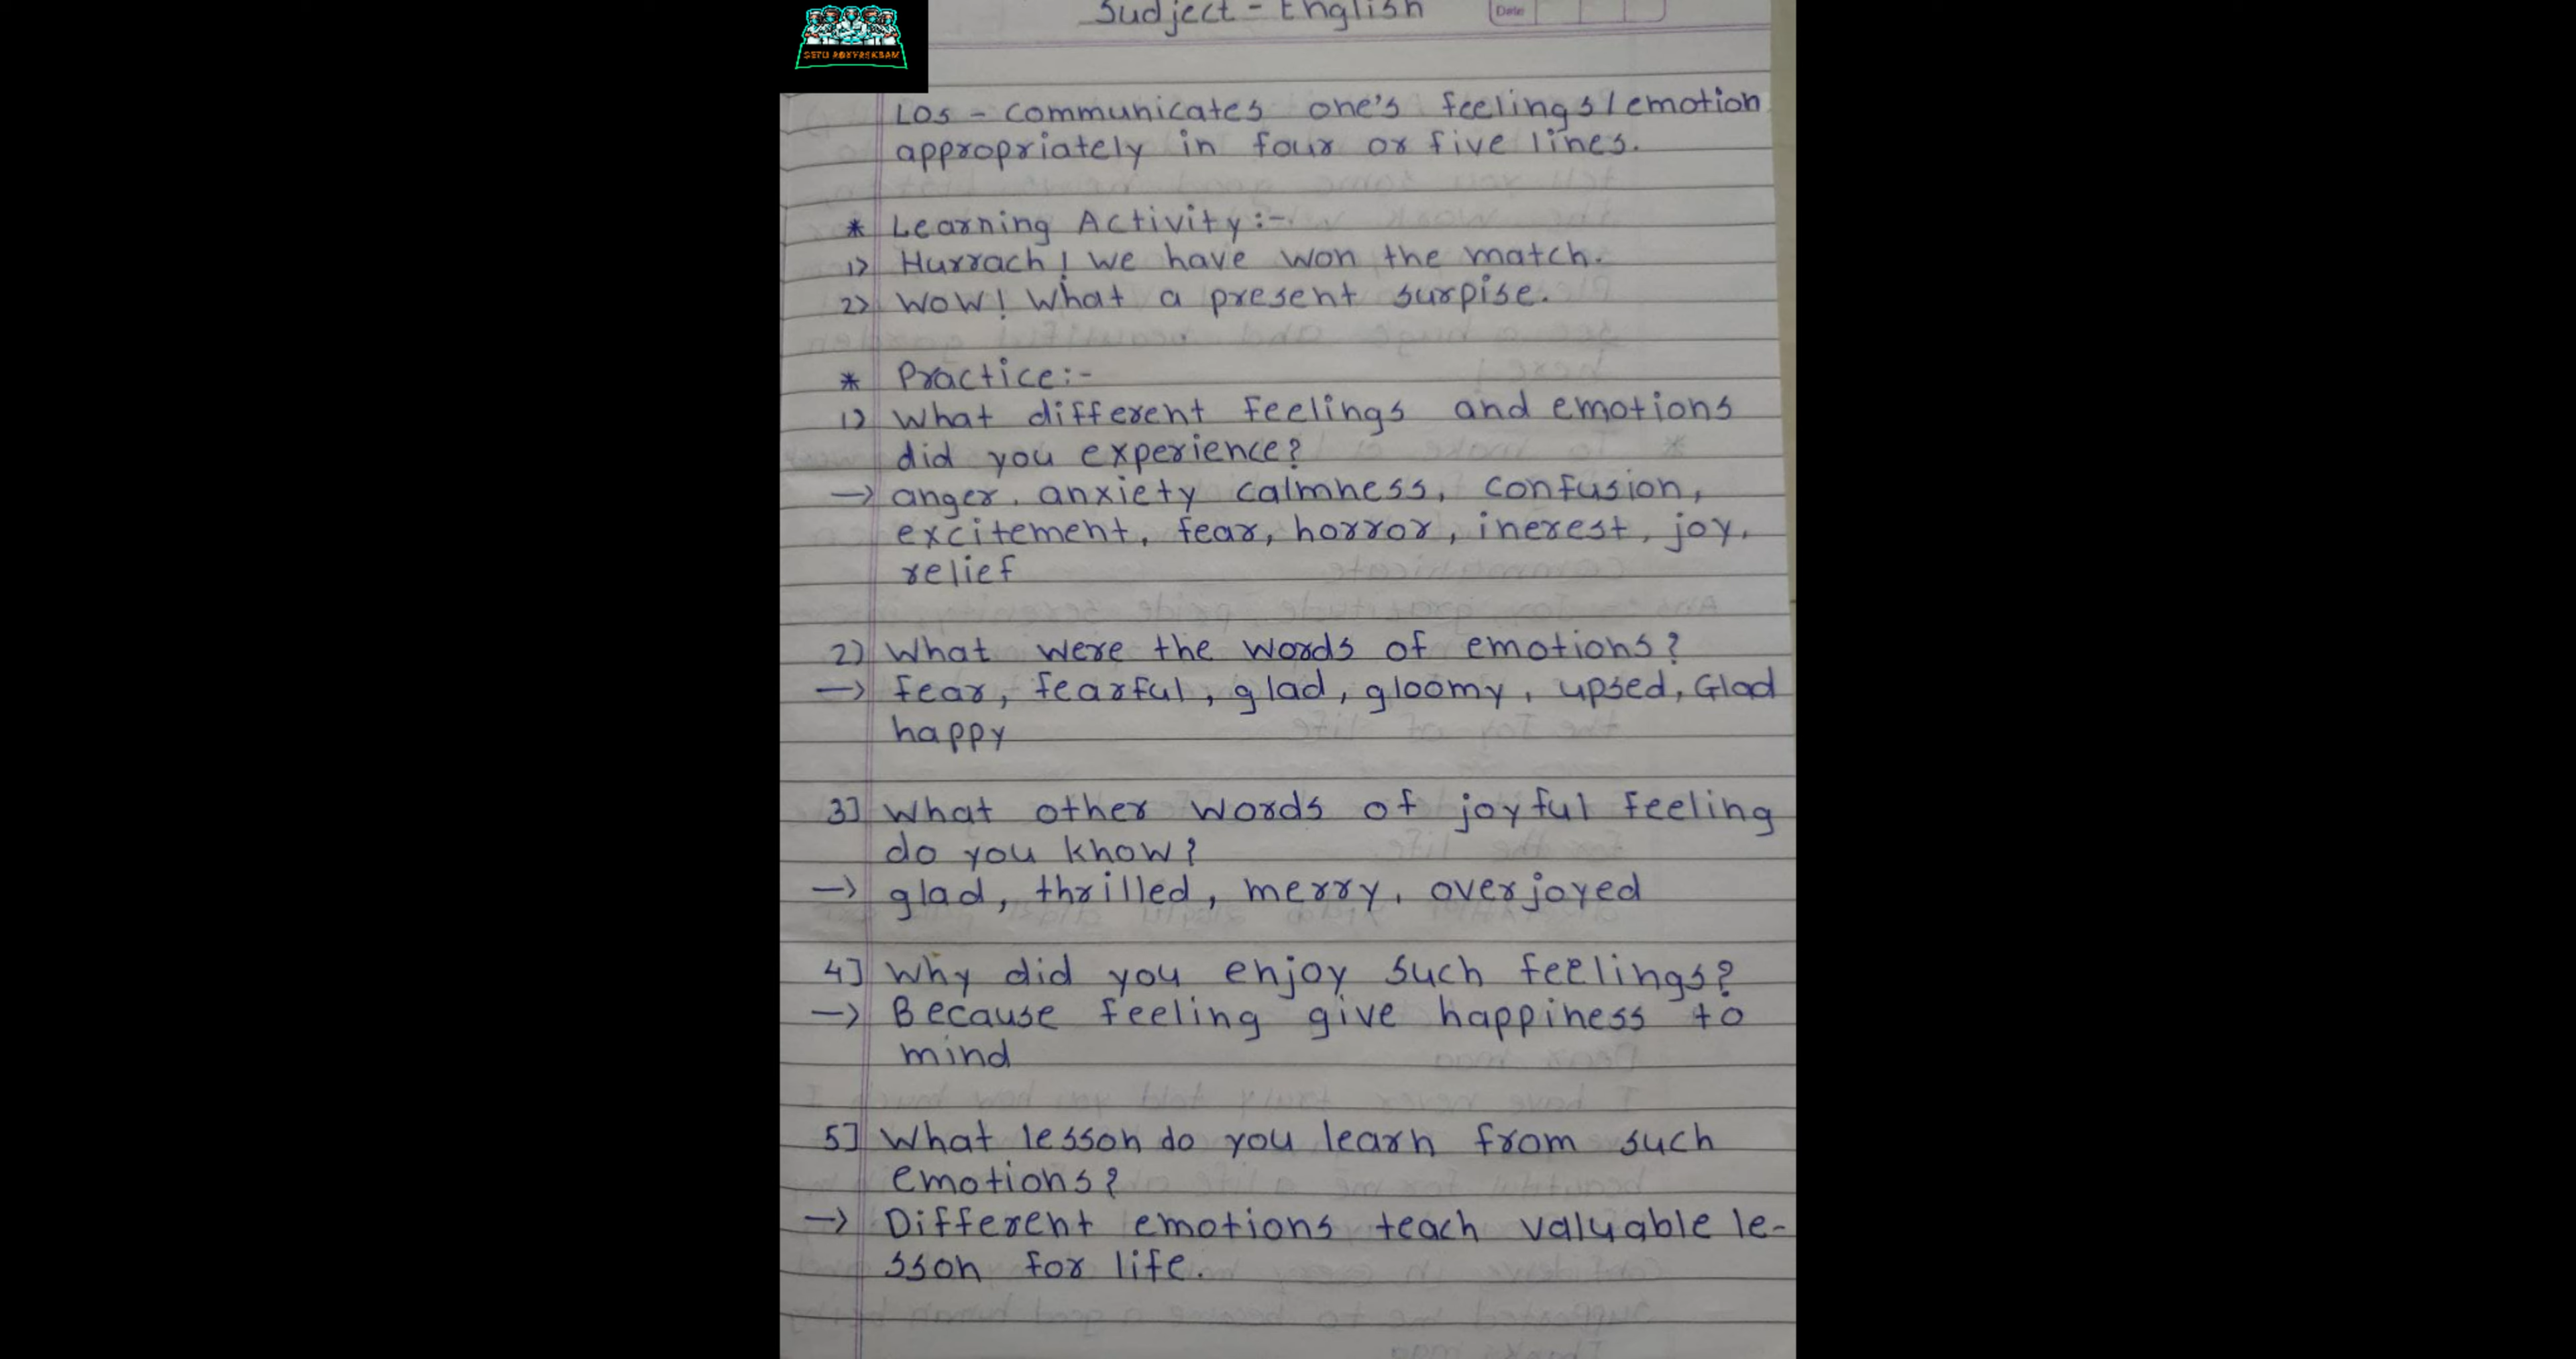 Sudject - English
Date
SETU ABHYASKRAM
LOs - communicates one's feelings/emotion
appropriately in four or five lines.
* Learning Activity:-
1) Hurrach! We have won the match.
2) WOW! What a present surpise.
* Practice:-
1) What different feelings and emotions
did you experience?
→ anger, anxiety calmness, confusion,
excitement, fear, horror, inerest, joy,
relief
2) What were the words of emotions?
→ fear, fearful, glad, gloomy, upsed, Glad
happy
3] What other words of joyful feeling
do you know?
→ glad, thrilled, merry, overjoyed
4] Why did you enjoy such feelings?
→ Because feeling give happiness to
mind
5] What lesson do you learn from such
emotions?
→ Different emotions teach valuable le-
sson for life.